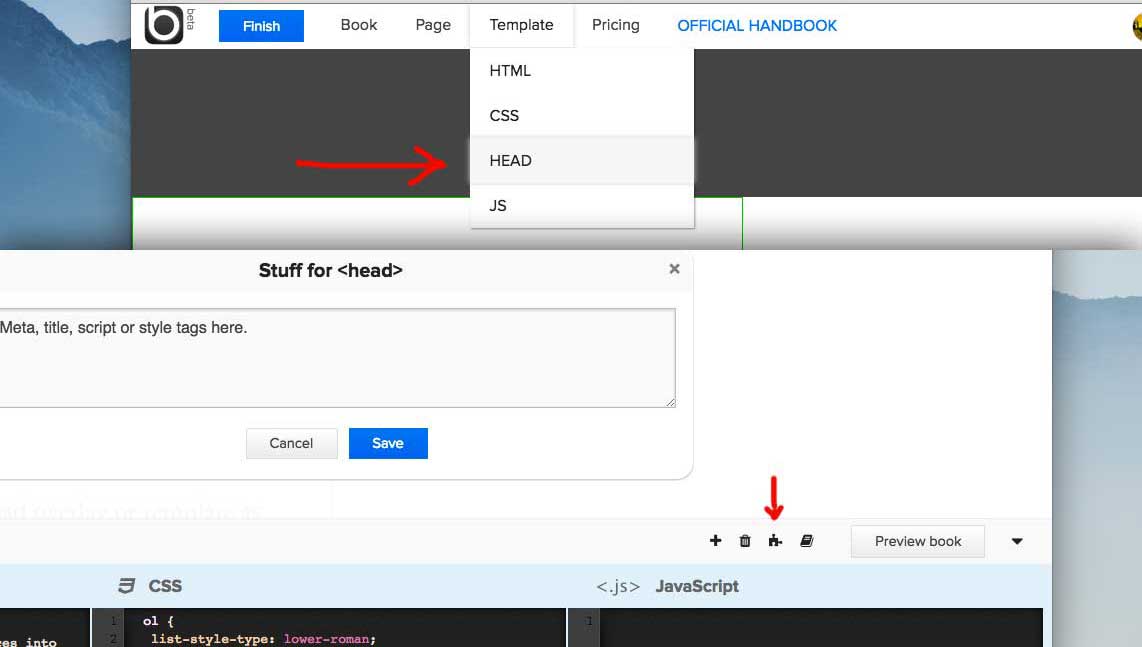 beta
Finish Book Page Template Pricing OFFICIAL HANDBOOK
HTML
CSS
HEAD
JS
Stuff for <head> ×
Meta, title, script or style tags here.
Cancel Save
Preview book
CSS <.js> JavaScript
1 ol { 1
ces into 2 list-style-type: lower-roman;